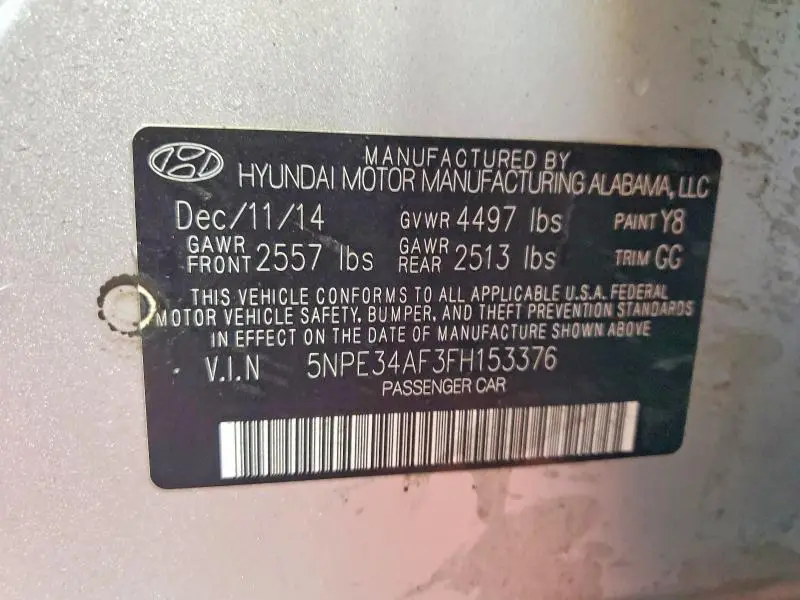 MANUFACTURED BY
HYUNDAI MOTOR MANUFACTURING ALABAMA, LLC
Dec/11/14 GVWR 4497 lbs PAINT Y8
GAWR FRONT 2557 lbs GAWR REAR 2513 lbs TRIM GG
THIS VEHICLE CONFORMS TO ALL APPLICABLE U.S.A. FEDERAL
MOTOR VEHICLE SAFETY, BUMPER, AND THEFT PREVENTION STANDARDS
IN EFFECT ON THE DATE OF MANUFACTURE SHOWN ABOVE
V.I.N 5NPE34AF3FH153376
PASSENGER CAR